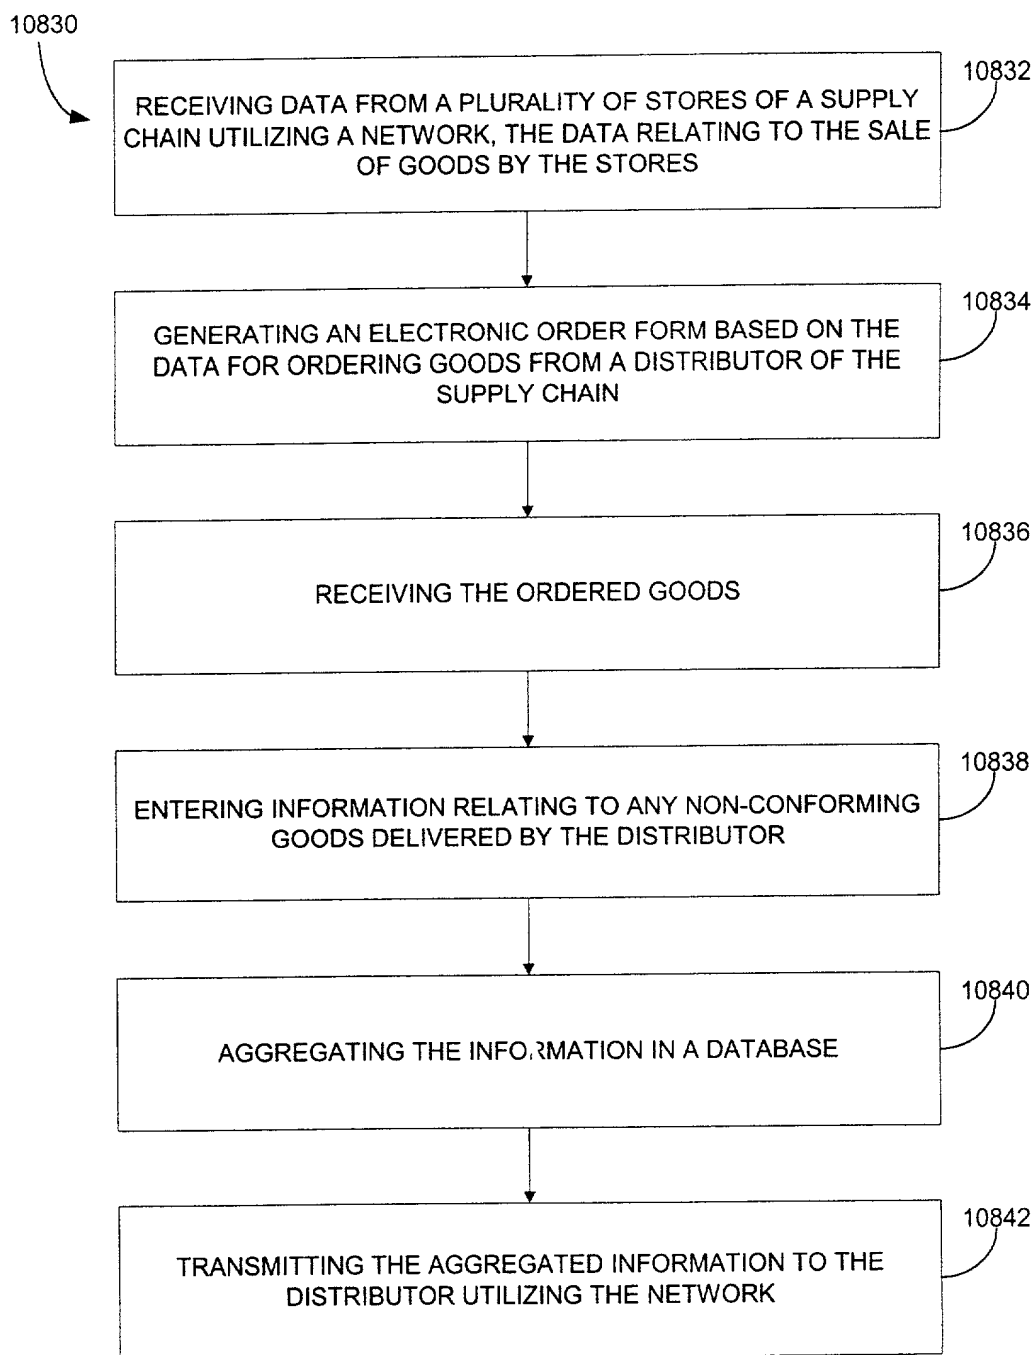 10830
10832
RECEIVING DATA FROM A PLURALITY OF STORES OF A SUPPLY
CHAIN UTILIZING A NETWORK, THE DATA RELATING TO THE SALE
OF GOODS BY THE STORES
10834
GENERATING AN ELECTRONIC ORDER FORM BASED ON THE
DATA FOR ORDERING GOODS FROM A DISTRIBUTOR OF THE
SUPPLY CHAIN
10836
RECEIVING THE ORDERED GOODS
10838
ENTERING INFORMATION RELATING TO ANY NON-CONFORMING
GOODS DELIVERED BY THE DISTRIBUTOR
10840
AGGREGATING THE INFORMATION IN A DATABASE
10842
TRANSMITTING THE AGGREGATED INFORMATION TO THE
DISTRIBUTOR UTILIZING THE NETWORK